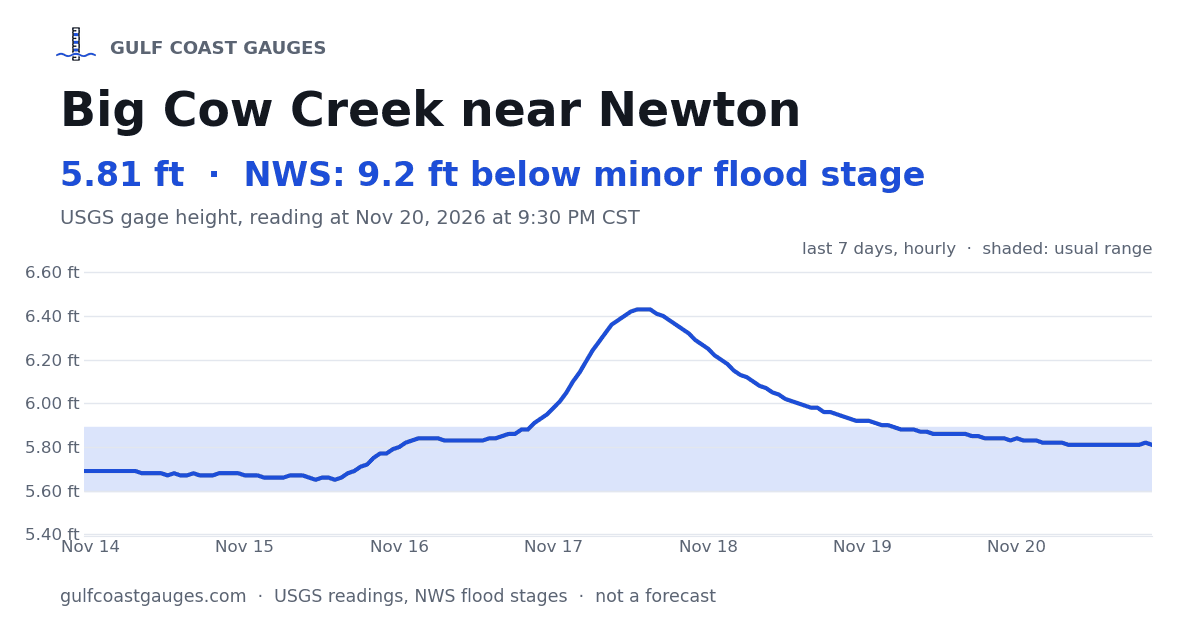 GULF COAST GAUGES
Big Cow Creek near Newton
5.81 ft · NWS: 9.2 ft below minor flood stage
USGS gage height, reading at Nov 20, 2026 at 9:30 PM CST
last 7 days, hourly · shaded: usual range
6.60 ft
6.40 ft
6.20 ft
6.00 ft
5.80 ft
5.60 ft
5.40 ft
Nov 14 Nov 15 Nov 16 Nov 17 Nov 18 Nov 19 Nov 20
gulfcoastgauges.com · USGS readings, NWS flood stages · not a forecast